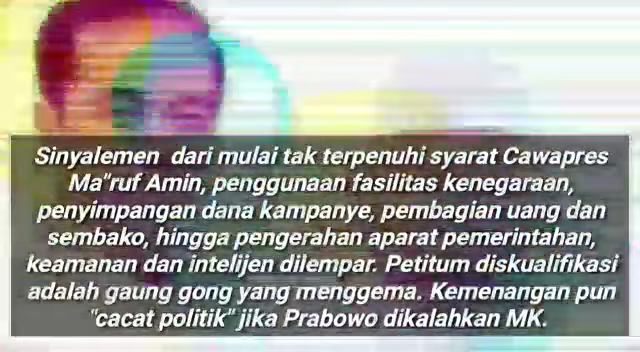 Sinyalemen dari mulai tak terpenuhi syarat Cawapres
Ma"ruf Amin, penggunaan fasilitas kenegaraan,
penyimpangan dana kampanye, pembagian uang dan
sembako, hingga pengerahan aparat pemerintahan,
keamanan dan intelijen dilempar. Petitum diskualifikasi
adalah gaung gong yang menggema. Kemenangan pun
"cacat politik" jika Prabowo dikalahkan MK.